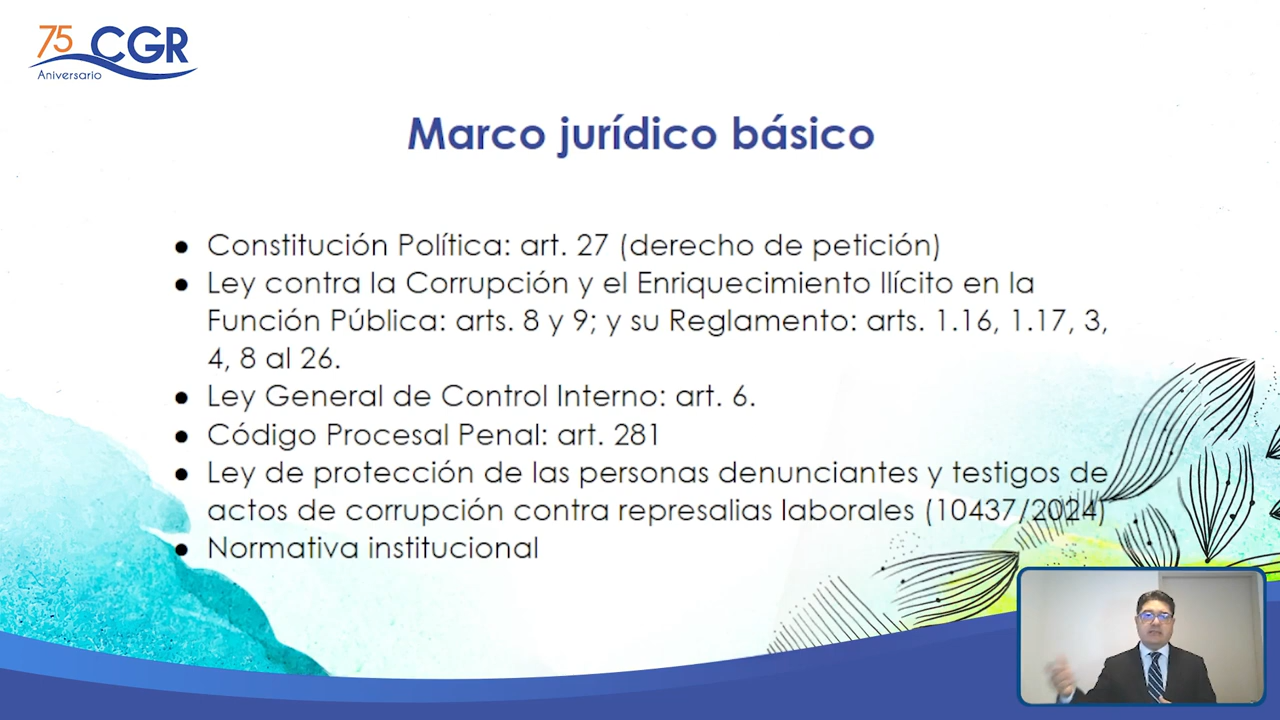 75 CGR
Aniversario
Marco jurídico básico
● Constitución Política: art. 27 (derecho de petición)
● Ley contra la Corrupción y el Enriquecimiento Ilícito en la
Función Pública: arts. 8 y 9; y su Reglamento: arts. 1.16, 1.17, 3,
4, 8 al 26.
● Ley General de Control Interno: art. 6.
● Código Procesal Penal: art. 281
● Ley de protección de las personas denunciantes y testigos de
actos de corrupción contra represalias laborales (10437/2024)
● Normativa institucional